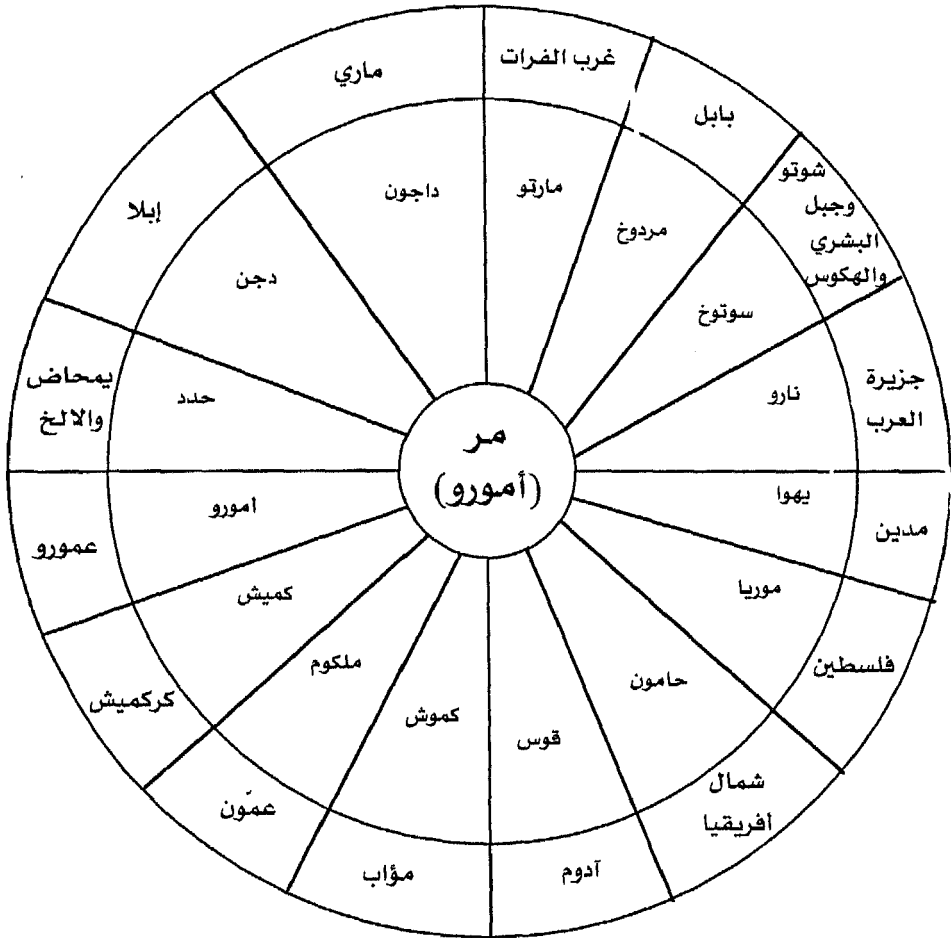 غرب الفرات
مارتو
بابل
مردوخ
شوتو
وجبل
البشري
والهكوس
سوتوخ
جزيرة
العرب
نارو
مدين
يهوا
فلسطين
موريا
شمال
أفريقيا
حامون
آدوم
قوس
مؤاب
كموش
عمّون
ملكوم
كركميش
كميش
عمورو
أمورو
يمحاض
والالخ
حدد
إبلا
دجن
ماري
داجون
مر
(أمورو)